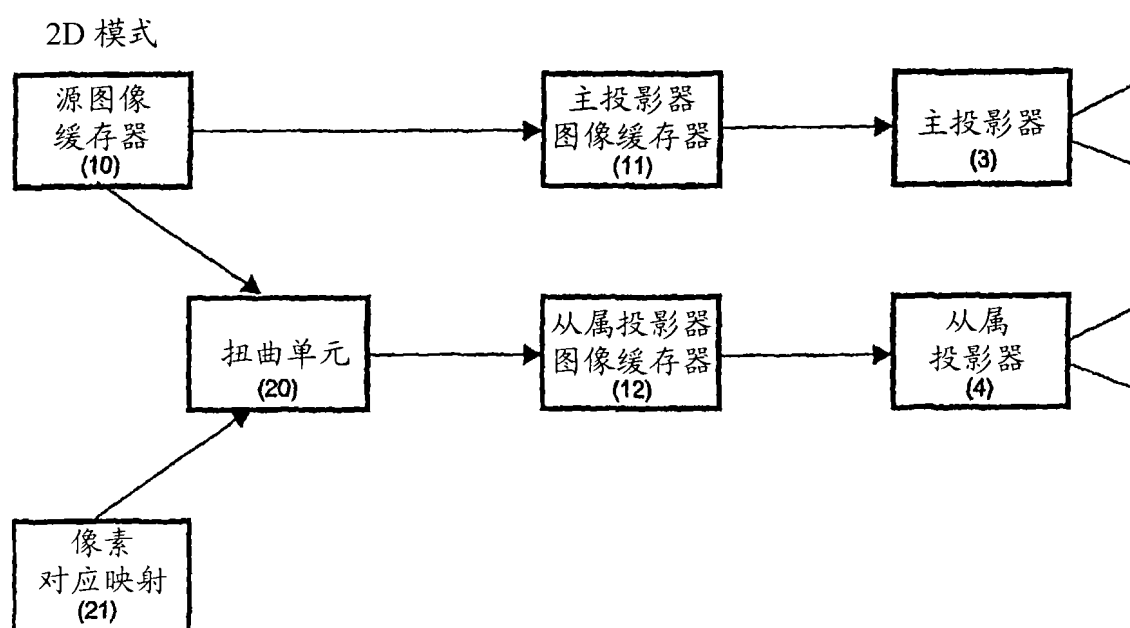 2D 模式
源图像
缓存器
(10)
主投影器
图像缓存器
(11)
主投影器
(3)
扭曲单元
(20)
从属投影器
图像缓存器
(12)
从属
投影器
(4)
像素
对应映射
(21)